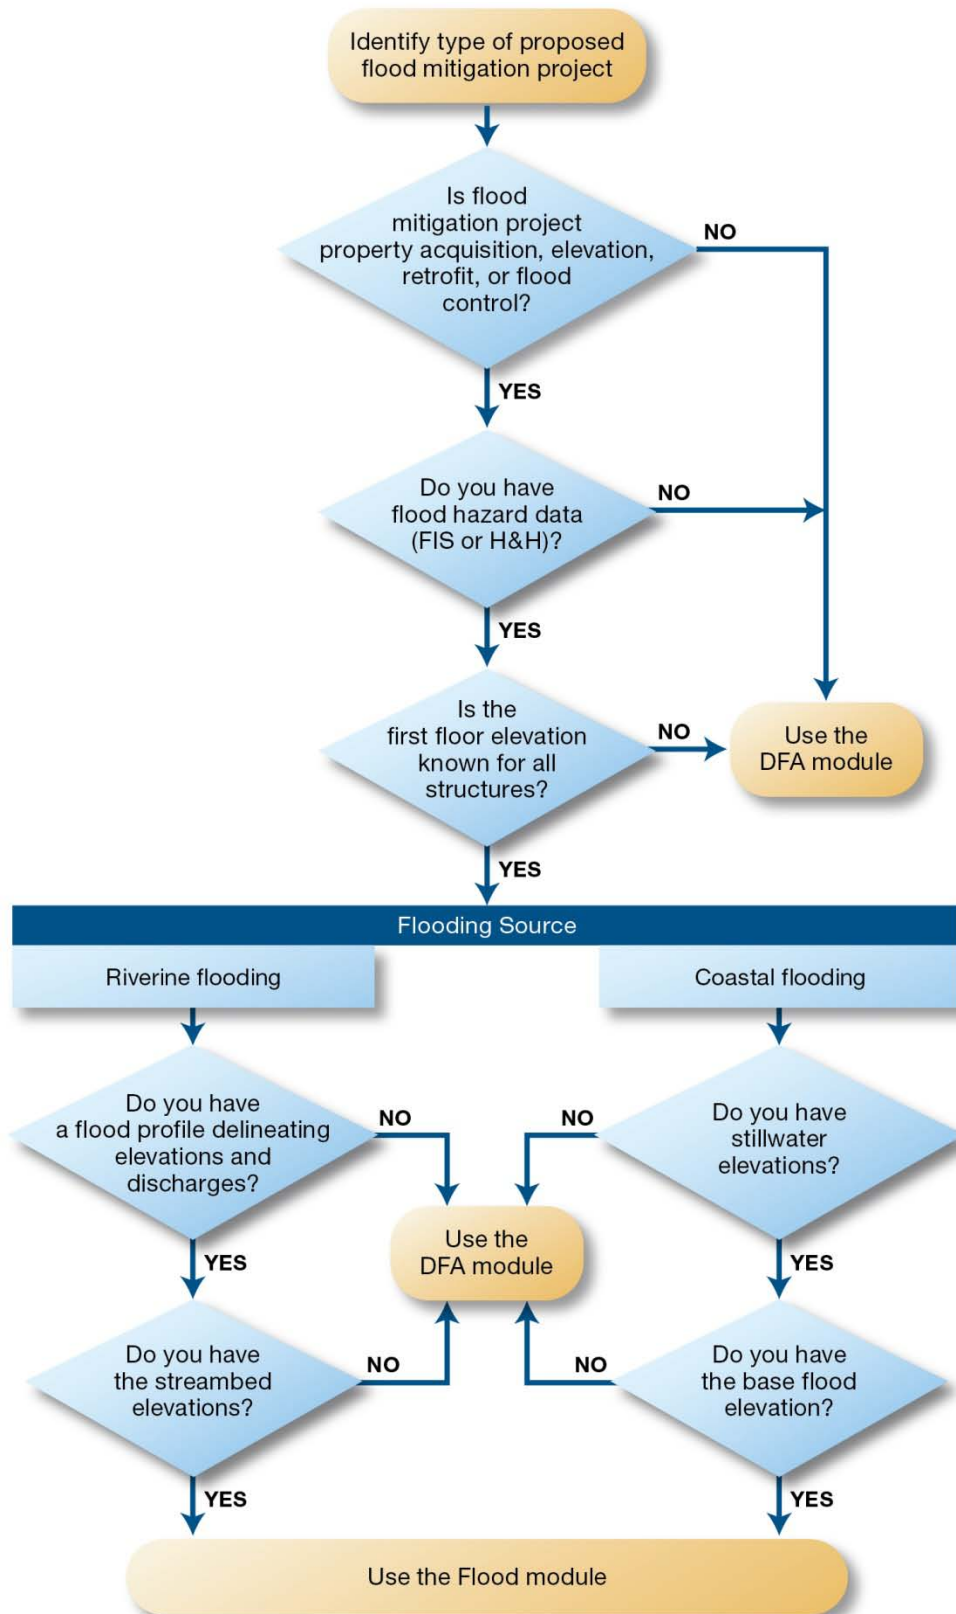 Identify type of proposed
flood mitigation project
Is flood
mitigation project
property acquisition, elevation,
retrofit, or flood
control?
NO
YES
Do you have
flood hazard data
(FIS or H&H)?
NO
YES
Is the
first floor elevation
known for all
structures?
NO
Use the
DFA module
YES
Flooding Source
Riverine flooding
Coastal flooding
Do you have
a flood profile delineating
elevations and
discharges?
NO
YES
Do you have
stillwater
elevations?
NO
YES
Use the
DFA module
Do you have
the streambed
elevations?
NO
YES
Do you have
the base flood
elevation?
NO
YES
Use the Flood module